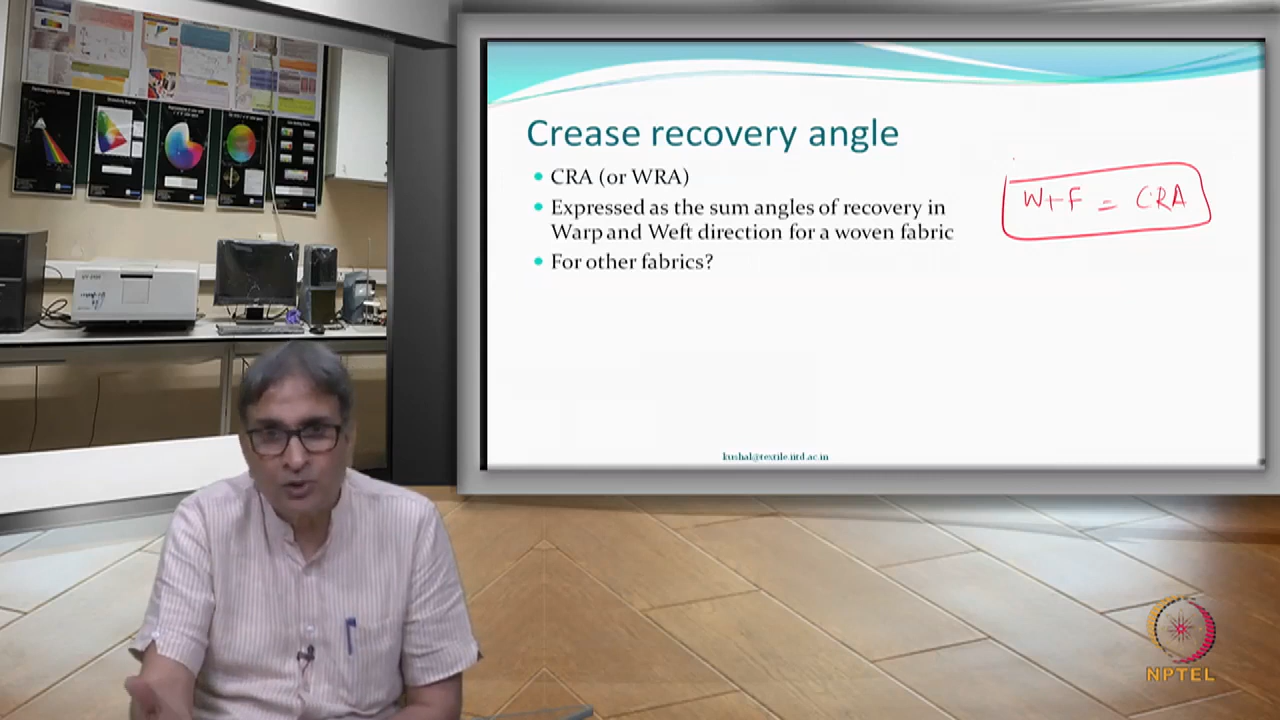 Crease recovery angle
CRA (or WRA)
Expressed as the sum angles of recovery in
Warp and Weft direction for a woven fabric
For other fabrics?
W+F = CRA
kushal@textile.iitd.ac.in
NPTEL